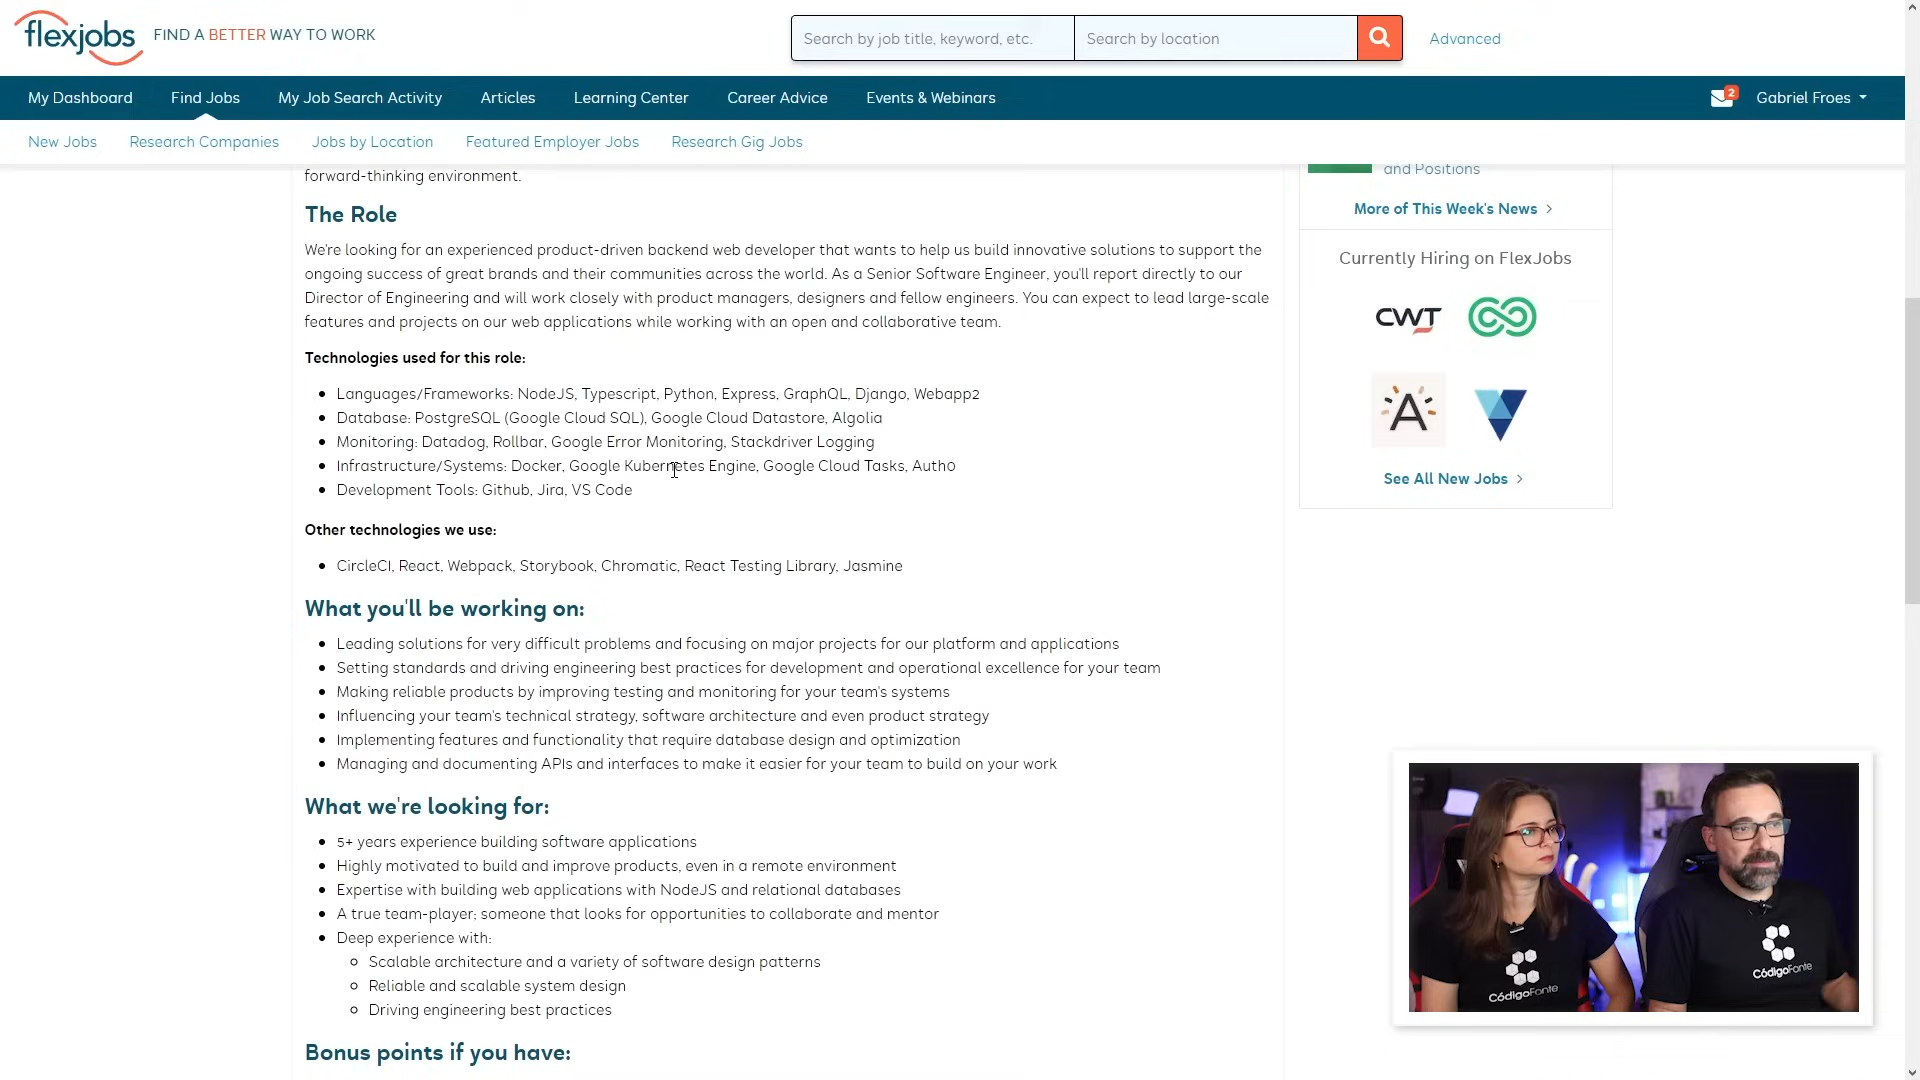 flexjobs FIND A BETTER WAY TO WORK
Search by job title, keyword, etc. Search by location Advanced
My Dashboard Find Jobs My Job Search Activity Articles Learning Center Career Advice Events & Webinars 2 Gabriel Froes
New Jobs Research Companies Jobs by Location Featured Employer Jobs Research Gig Jobs
forward-thinking environment.
The Role
We're looking for an experienced product-driven backend web developer that wants to help us build innovative solutions to support the
ongoing success of great brands and their communities across the world. As a Senior Software Engineer, you'll report directly to our
Director of Engineering and will work closely with product managers, designers and fellow engineers. You can expect to lead large-scale
features and projects on our web applications while working with an open and collaborative team.
Technologies used for this role:
Languages/Frameworks: NodeJS, Typescript, Python, Express, GraphQL, Django, Webapp2
Database: PostgreSQL (Google Cloud SQL), Google Cloud Datastore, Algolia
Monitoring: Datadog, Rollbar, Google Error Monitoring, Stackdriver Logging
Infrastructure/Systems: Docker, Google Kubernetes Engine, Google Cloud Tasks, Auth0
Development Tools: Github, Jira, VS Code
Other technologies we use:
CircleCI, React, Webpack, Storybook, Chromatic, React Testing Library, Jasmine
What you'll be working on:
Leading solutions for very difficult problems and focusing on major projects for our platform and applications
Setting standards and driving engineering best practices for development and operational excellence for your team
Making reliable products by improving testing and monitoring for your team's systems
Influencing your team's technical strategy, software architecture and even product strategy
Implementing features and functionality that require database design and optimization
Managing and documenting APIs and interfaces to make it easier for your team to build on your work
What we're looking for:
5+ years experience building software applications
Highly motivated to build and improve products, even in a remote environment
Expertise with building web applications with NodeJS and relational databases
A true team-player; someone that looks for opportunities to collaborate and mentor
Deep experience with:
Scalable architecture and a variety of software design patterns
Reliable and scalable system design
Driving engineering best practices
Bonus points if you have:
and Positions
More of This Week's News
Currently Hiring on FlexJobs
CWT
A
See All New Jobs
CódigoFonte
CódigoFonte